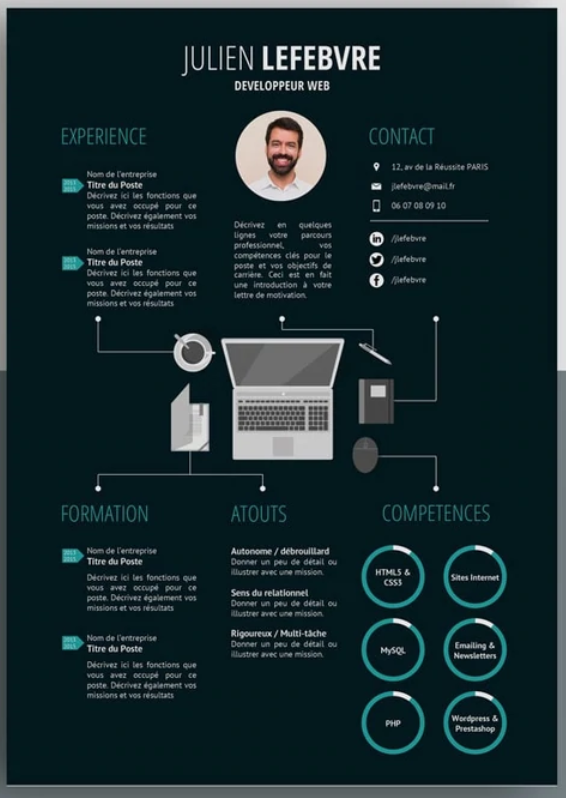 JULIEN LEFEBVRE
DEVELOPPEUR WEB
EXPERIENCE
Nom de l'entreprise
2013
2015
Titre du Poste
Décrivez ici les fonctions que
vous avez occupé pour ce
poste. Décrivez également vos
missions et vos résultats
Nom de l'entreprise
2013
2015
Titre du Poste
Décrivez ici les fonctions que
vous avez occupé pour ce
poste. Décrivez également vos
missions et vos résultats
Décrivez en quelques
lignes votre parcours
professionnel, vos
compétences clés pour le
poste et vos objectifs de
carrière. Ceci est en fait
une introduction à votre
lettre de motivation.
CONTACT
12, av de la Réussite PARIS
jlefebvre@mail.fr
06 07 08 09 10
/jlefebvre
/jlefebvre
/jlefebvre
FORMATION
Nom de l'entreprise
2013
2015
Titre du Poste
Décrivez ici les fonctions que
vous avez occupé pour ce
poste. Décrivez également vos
missions et vos résultats
Nom de l'entreprise
2013
2015
Titre du Poste
Décrivez ici les fonctions que
vous avez occupé pour ce
poste. Décrivez également vos
missions et vos résultats
ATOUTS
Autonome / débrouillard
Donner un peu de détail ou
illustrer avec une mission.
Sens du relationnel
Donner un peu de détail ou
illustrer avec une mission.
Rigoureux / Multi-tâche
Donner un peu de détail ou
illustrer avec une mission.
COMPETENCES
HTML5 &
CSS3
Sites Internet
MySQL
Emailing &
Newsletters
PHP
Wordpress &
Prestashop